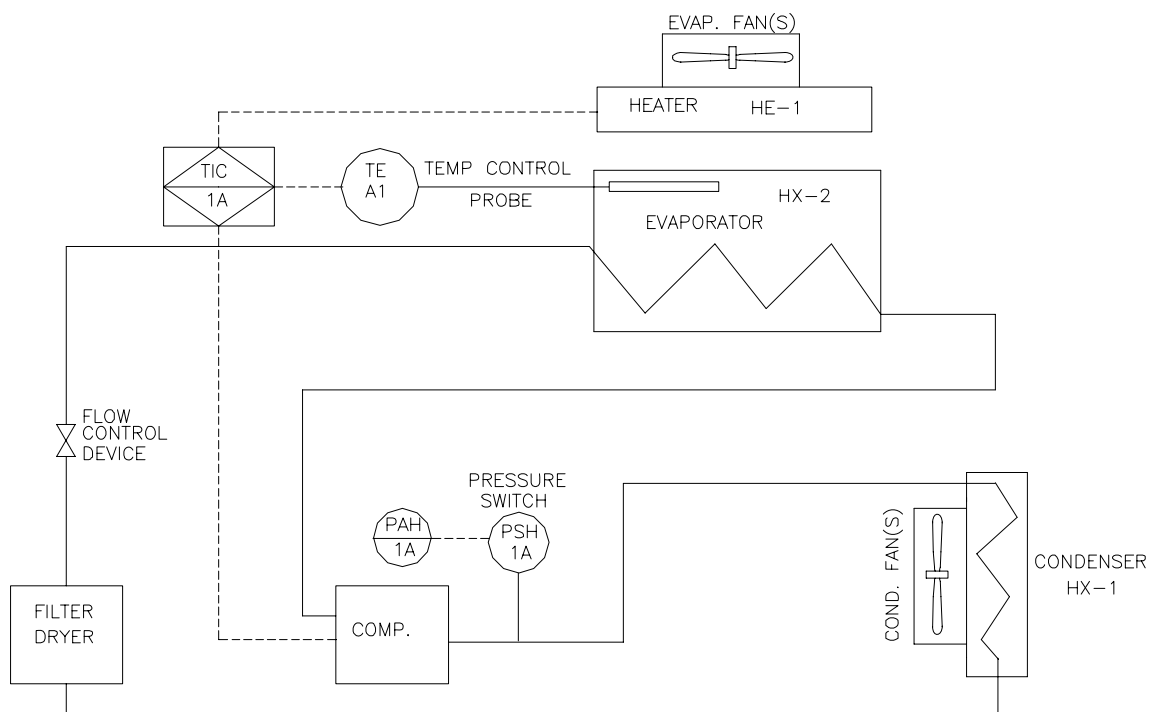 EVAP. FAN(S)
HEATER
HE-1
TIC
1A
TE
A1
TEMP CONTROL
PROBE
HX-2
EVAPORATOR
FLOW
CONTROL
DEVICE
PRESSURE
SWITCH
PAH
1A
PSH
1A
COND. FAN(S)
CONDENSER
HX-1
FILTER
DRYER
COMP.